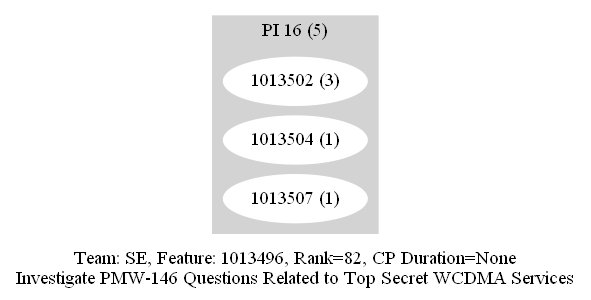 PI 16 (5)
1013502 (3)
1013504 (1)
1013507 (1)
Team: SE, Feature: 1013496, Rank=82, CP Duration=None
Investigate PMW-146 Questions Related to Top Secret WCDMA Services